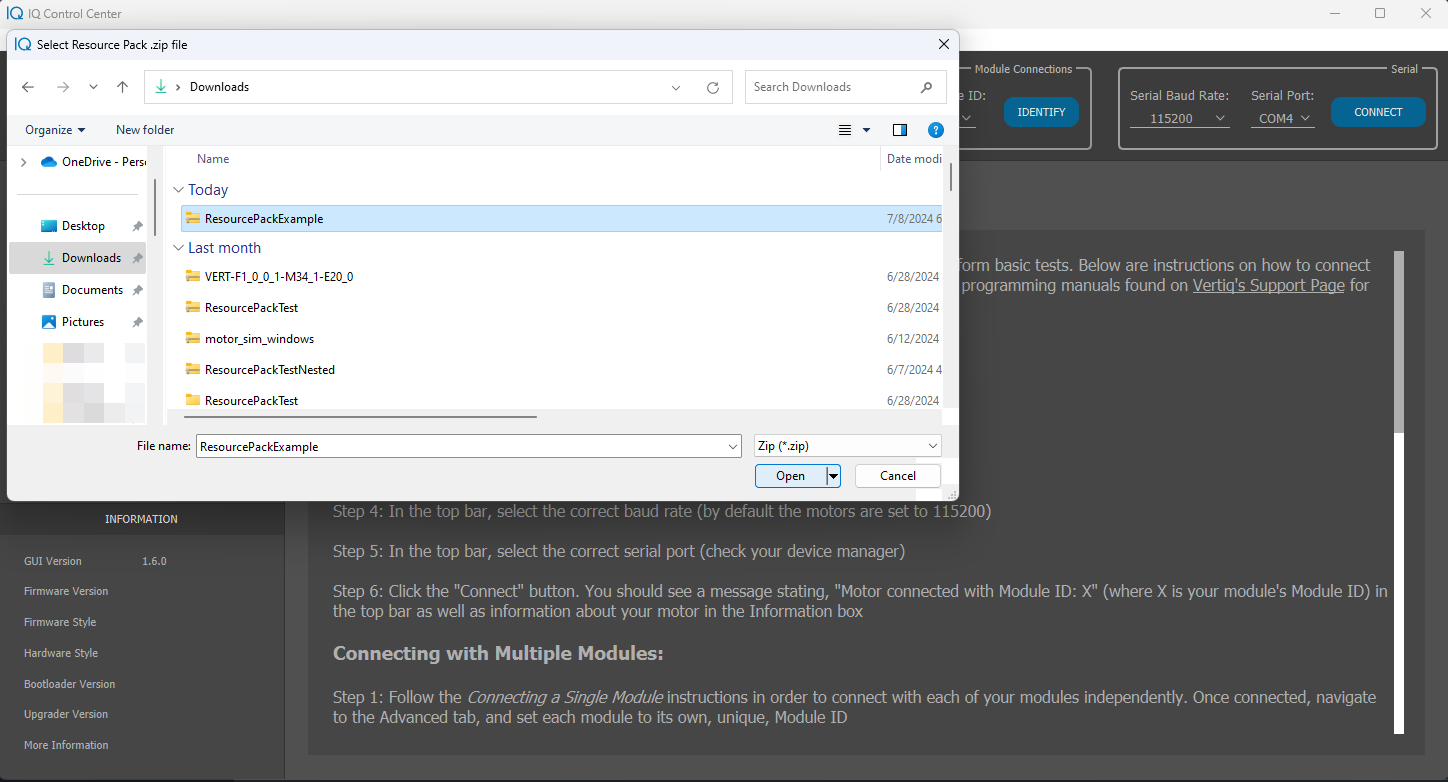 IQ Control Center
Select Resource Pack .zip file
Downloads
Search Downloads
Organize
New folder
OneDrive - Pers
Desktop
Downloads
Documents
Pictures
Name
Date modi
Today
ResourcePackExample 7/8/2024 6
Last month
VERT-F1_0_0_1-M34_1-E20_0 6/28/2024
ResourcePackTest 6/28/2024
motor_sim_windows 6/12/2024
ResourcePackTestNested 6/7/2024 4
ResourcePackTest 6/28/2024
File name: ResourcePackExample
Zip (*.zip)
Open
Cancel
Module Connections
e ID:
IDENTIFY
Serial
Serial Baud Rate:
115200
Serial Port:
COM4
CONNECT
form basic tests. Below are instructions on how to connect
programming manuals found on Vertiq's Support Page for
Step 4: In the top bar, select the correct baud rate (by default the motors are set to 115200)
Step 5: In the top bar, select the correct serial port (check your device manager)
Step 6: Click the "Connect" button. You should see a message stating, "Motor connected with Module ID: X" (where X is your module's Module ID) in
the top bar as well as information about your motor in the Information box
Connecting with Multiple Modules:
Step 1: Follow the Connecting a Single Module instructions in order to connect with each of your modules independently. Once connected, navigate
to the Advanced tab, and set each module to its own, unique, Module ID
INFORMATION
GUI Version 1.6.0
Firmware Version
Firmware Style
Hardware Style
Bootloader Version
Upgrader Version
More Information